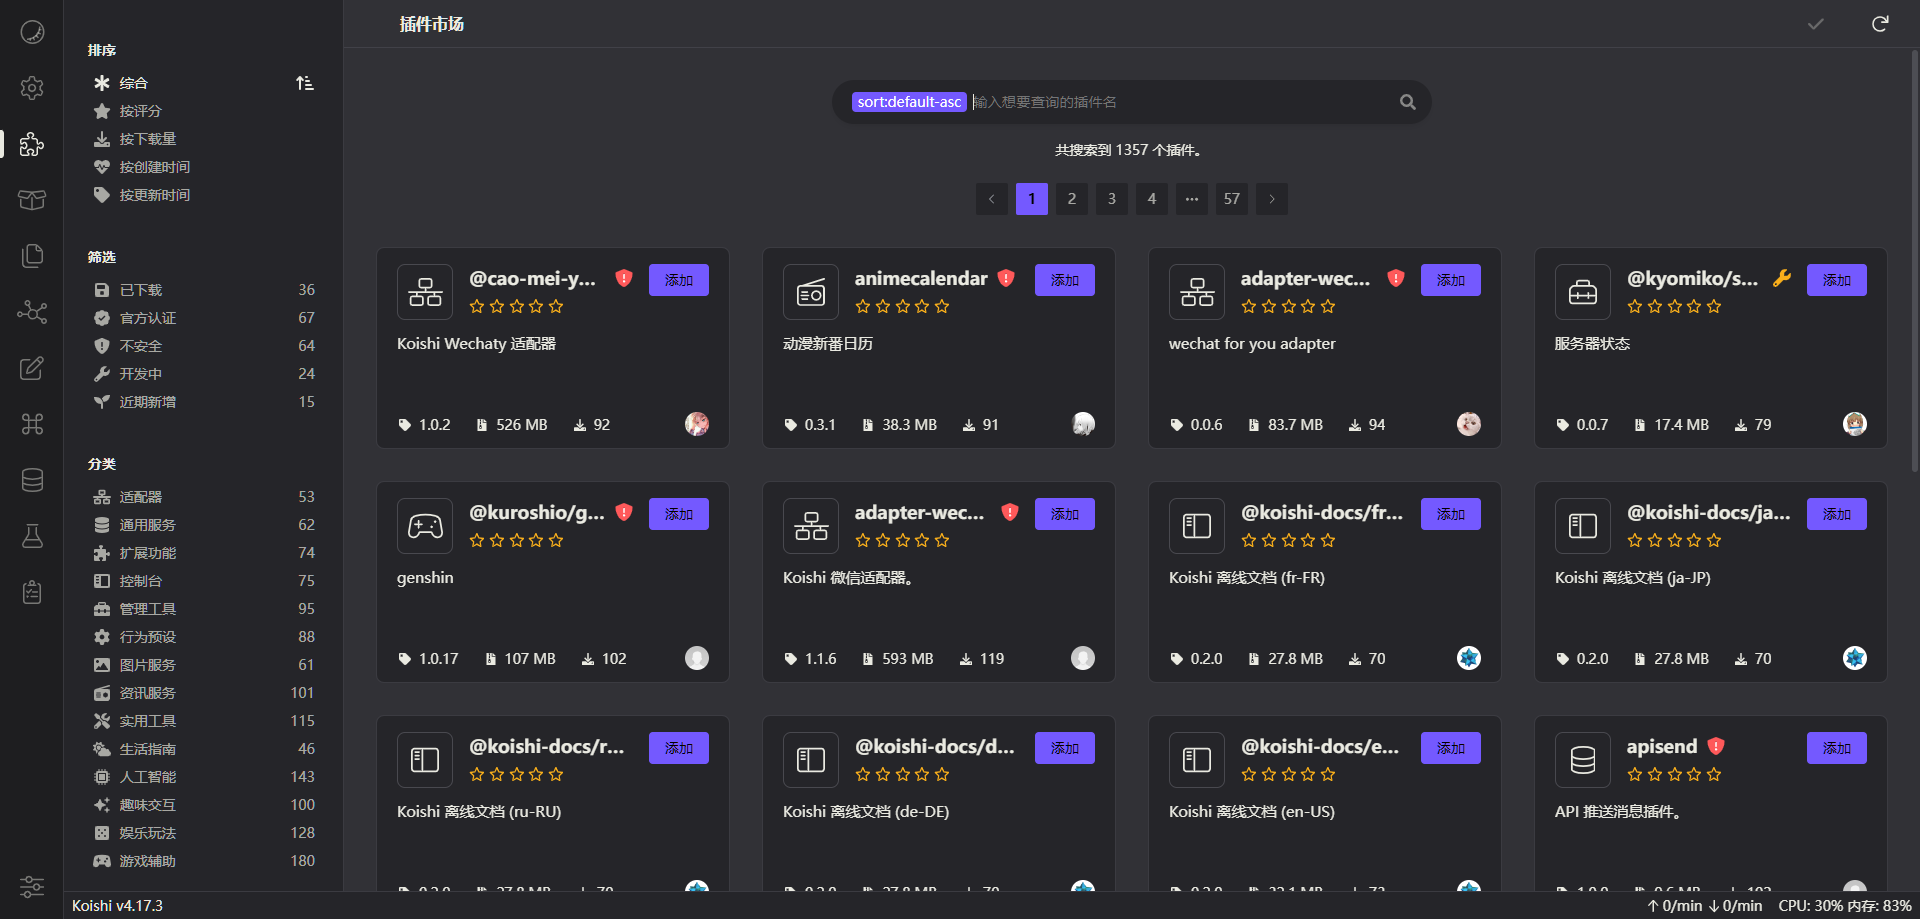 插件市场
排序
综合
按评分
按下载量
按创建时间
按更新时间
筛选
已下载 36
官方认证 67
不安全 64
开发中 24
近期新增 15
分类
适配器 53
通用服务 62
扩展功能 74
控制台 75
管理工具 95
行为预设 88
图片服务 61
资讯服务 101
实用工具 115
生活指南 46
人工智能 143
趣味交互 100
娱乐玩法 128
游戏辅助 180
sort:default-asc 输入想要查询的插件名
共搜索到 1357 个插件。
1 2 3 4 ··· 57
@cao-mei-y... 添加
Koishi Wechaty 适配器
1.0.2 526 MB 92
animecalendar 添加
动漫新番日历
0.3.1 38.3 MB 91
adapter-wec... 添加
wechat for you adapter
0.0.6 83.7 MB 94
@kyomiko/s... 添加
服务器状态
0.0.7 17.4 MB 79
@kuroshio/g... 添加
genshin
1.0.17 107 MB 102
adapter-wec... 添加
Koishi 微信适配器。
1.1.6 593 MB 119
@koishi-docs/fr... 添加
Koishi 离线文档 (fr-FR)
0.2.0 27.8 MB 70
@koishi-docs/ja... 添加
Koishi 离线文档 (ja-JP)
0.2.0 27.8 MB 70
@koishi-docs/r... 添加
Koishi 离线文档 (ru-RU)
@koishi-docs/d... 添加
Koishi 离线文档 (de-DE)
@koishi-docs/e... 添加
Koishi 离线文档 (en-US)
apisend 添加
API 推送消息插件。
Koishi v4.17.3
↑ 0/min ↓ 0/min CPU: 30% 内存: 83%